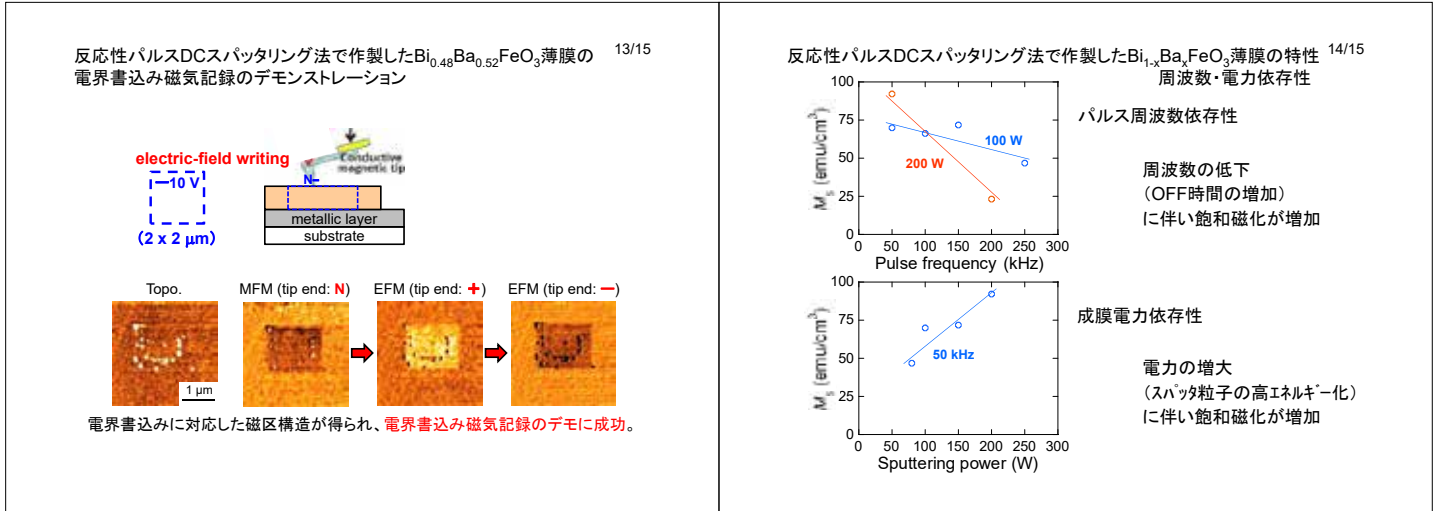 反応性パルスDCスパッタリング法で作製したBi0.48Ba0.52FeO3薄膜の
電界書込み磁気記録のデモンストレーション
13/15
electric-field writing
ー10 V
(2 x 2 μm)
Conductive
magnetic tip
N-
metallic layer
substrate
Topo.
MFM (tip end: N)
EFM (tip end: +)
EFM (tip end: ー)
1 μm
電界書込みに対応した磁区構造が得られ、電界書込み磁気記録のデモに成功。
反応性パルスDCスパッタリング法で作製したBi1-xBaxFeO3薄膜の特性
14/15
周波数・電力依存性
100
75
50
25
0
Ms (emu/cm3)
100 W
200 W
0 50 100 150 200 250 300
Pulse frequency (kHz)
パルス周波数依存性
周波数の低下
(OFF時間の増加)
に伴い飽和磁化が増加
100
75
50
25
0
Ms (emu/cm3)
50 kHz
0 50 100 150 200 250 300
Sputtering power (W)
成膜電力依存性
電力の増大
(スパッタ粒子の高エネルギー化)
に伴い飽和磁化が増加